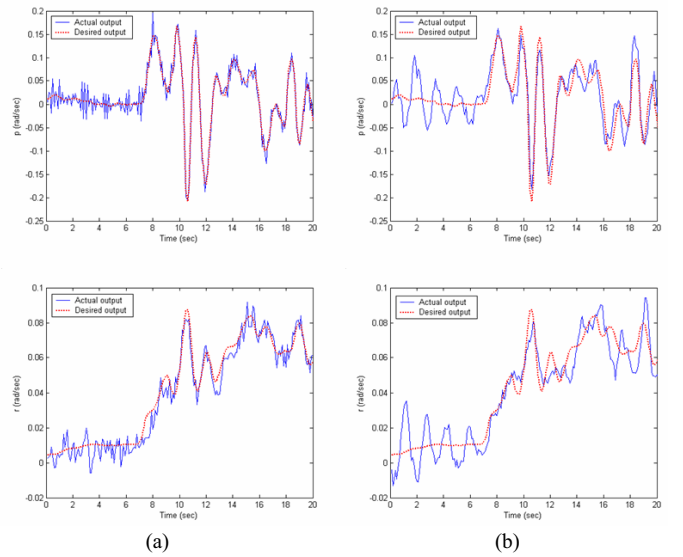 0.2
0.15
0.1
0.05
0
-0.05
-0.1
-0.15
-0.2
-0.25
p (rad/sec)
Actual output
Desired output
0 2 4 6 8 10 12 14 16 18 20
Time (sec)
0.2
0.15
0.1
0.05
0
-0.05
-0.1
-0.15
-0.2
-0.25
p (rad/sec)
Actual output
Desired output
0 2 4 6 8 10 12 14 16 18 20
Time (sec)
0.1
0.08
0.06
0.04
0.02
0
-0.02
r (rad/sec)
Actual output
Desired output
0 2 4 6 8 10 12 14 16 18 20
Time (sec)
0.1
0.08
0.06
0.04
0.02
0
-0.02
r (rad/sec)
Actual output
Desired output
0 2 4 6 8 10 12 14 16 18 20
Time (sec)
(a)
(b)